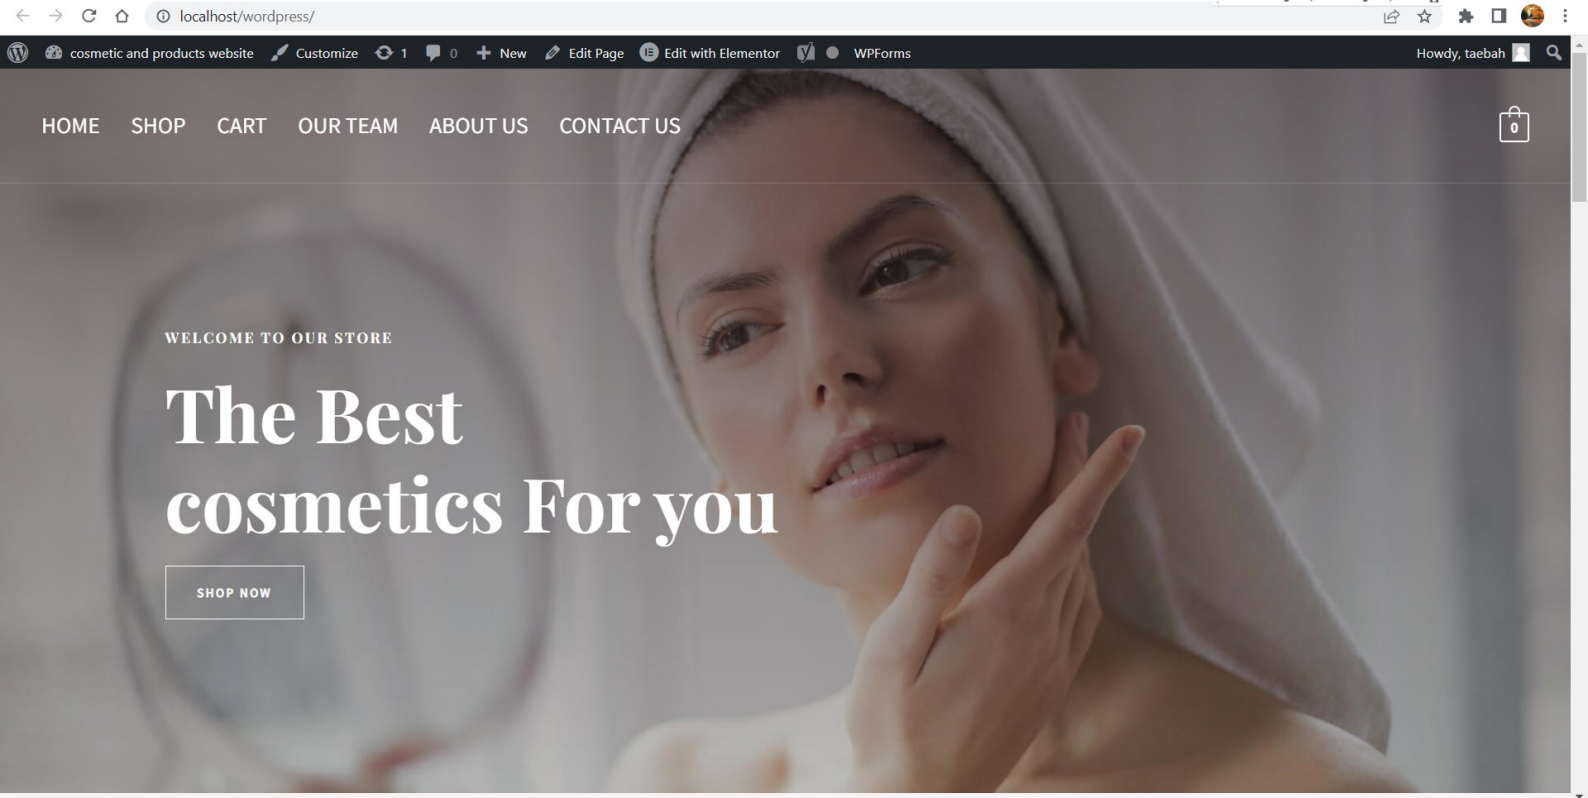 localhost/wordpress/
cosmetic and products website Customize 1 0 New Edit Page Edit with Elementor WPForms Howdy, taebah
HOME SHOP CART OUR TEAM ABOUT US CONTACT US 0
WELCOME TO OUR STORE
The Best
cosmetics For you
SHOP NOW